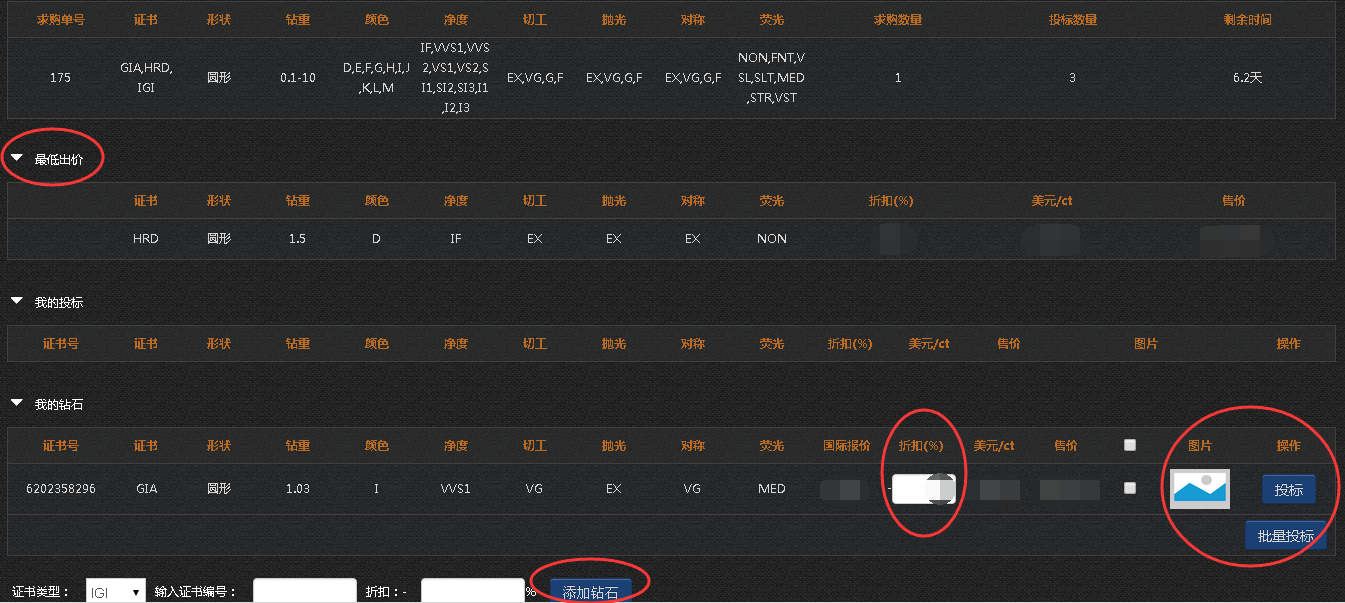 求购单号 证书 形状 钻重 颜色 净度 切工 抛光 对称 荧光 求购数量 投标数量 剩余时间
175 GIA,HRD, 圆形 0.1-10 D,E,F,G,H,I,J IF,VVS1,VVS EX,VG,G,F EX,VG,G,F EX,VG,G,F NON,FNT,V 1 3 6.2天
IGI ,K,L,M 2,VS1,VS2,S SL,SLT,MED
I1,SI2,SI3,I1 ,STR,VST
,I2,I3
最低出价
证书 形状 钻重 颜色 净度 切工 抛光 对称 荧光 折扣(%) 美元/ct 售价
HRD 圆形 1.5 D IF EX EX EX NON
我的投标
证书号 证书 形状 钻重 颜色 净度 切工 抛光 对称 荧光 折扣(%) 美元/ct 售价 图片 操作
我的钻石
证书号 证书 形状 钻重 颜色 净度 切工 抛光 对称 荧光 国际报价 折扣(%) 美元/ct 售价 图片 操作
6202358296 GIA 圆形 1.03 I VVS1 VG EX VG MED - 投标
批量投标
证书类型： IGI 输入证书编号： 折扣：- % 添加钻石